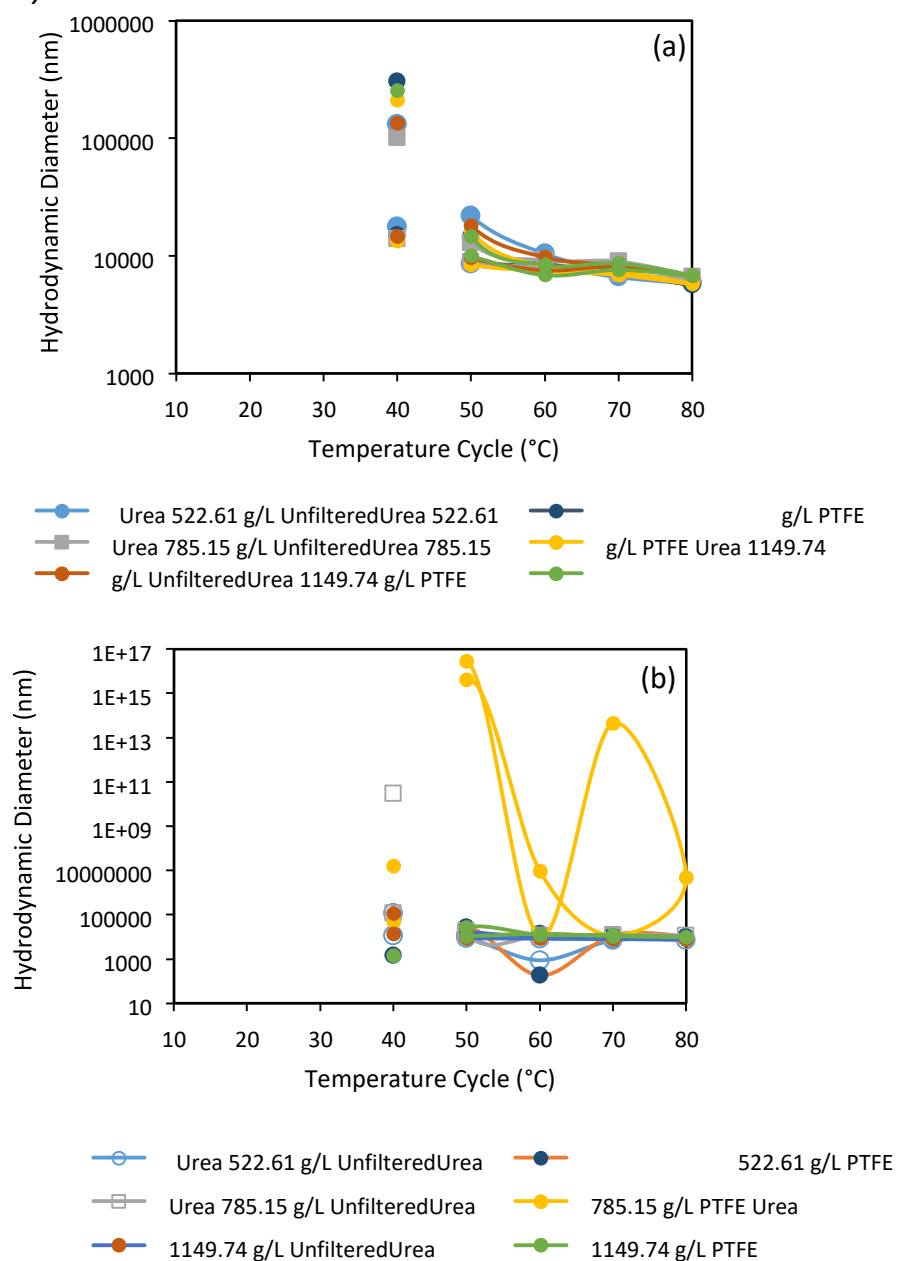 (a)
1000000
100000
10000
1000
Hydrodynamic Diameter (nm)
10 20 30 40 50 60 70 80
Temperature Cycle (°C)
Urea 522.61 g/L UnfilteredUrea 522.61 g/L PTFE
Urea 785.15 g/L UnfilteredUrea 785.15 g/L PTFE Urea 1149.74
g/L UnfilteredUrea 1149.74 g/L PTFE
(b)
1E+17
1E+15
1E+13
1E+11
1E+09
10000000
100000
1000
10
Hydrodynamic Diameter (nm)
10 20 30 40 50 60 70 80
Temperature Cycle (°C)
Urea 522.61 g/L UnfilteredUrea 522.61 g/L PTFE
Urea 785.15 g/L UnfilteredUrea 785.15 g/L PTFE Urea
1149.74 g/L UnfilteredUrea 1149.74 g/L PTFE